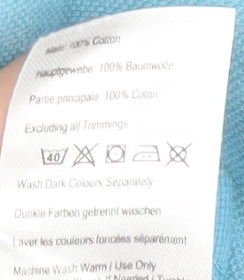 Main: 100% Cotton
Hauptgewebe 100% Baumwolle
Partie principale 100% Coton
Excluding all Trimmings
40
Wash Dark Colours Separately
Dunkle Farben getrennt waschen
Laver les couleurs foncées séparément
Machine Wash Warm / Use Only